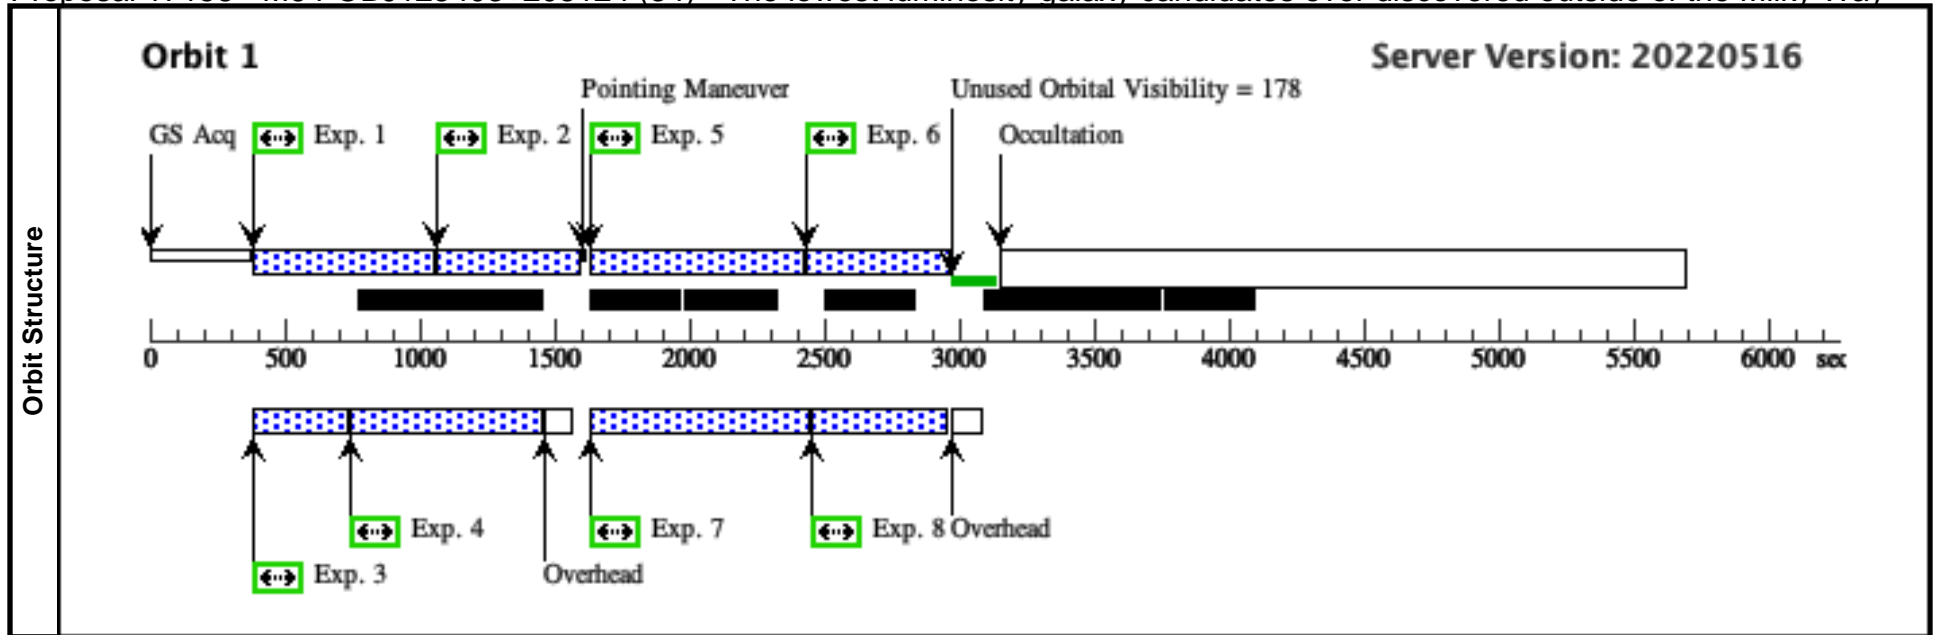 Orbit 1
Server Version: 20220516
Pointing Maneuver
Unused Orbital Visibility = 178
GS Acq
Exp. 1
Exp. 2
Exp. 5
Exp. 6
Occultation
Orbit Structure
0 500 1000 1500 2000 2500 3000 3500 4000 4500 5000 5500 6000 sec
Exp. 4
Exp. 7
Exp. 8
Overhead
Exp. 3
Overhead